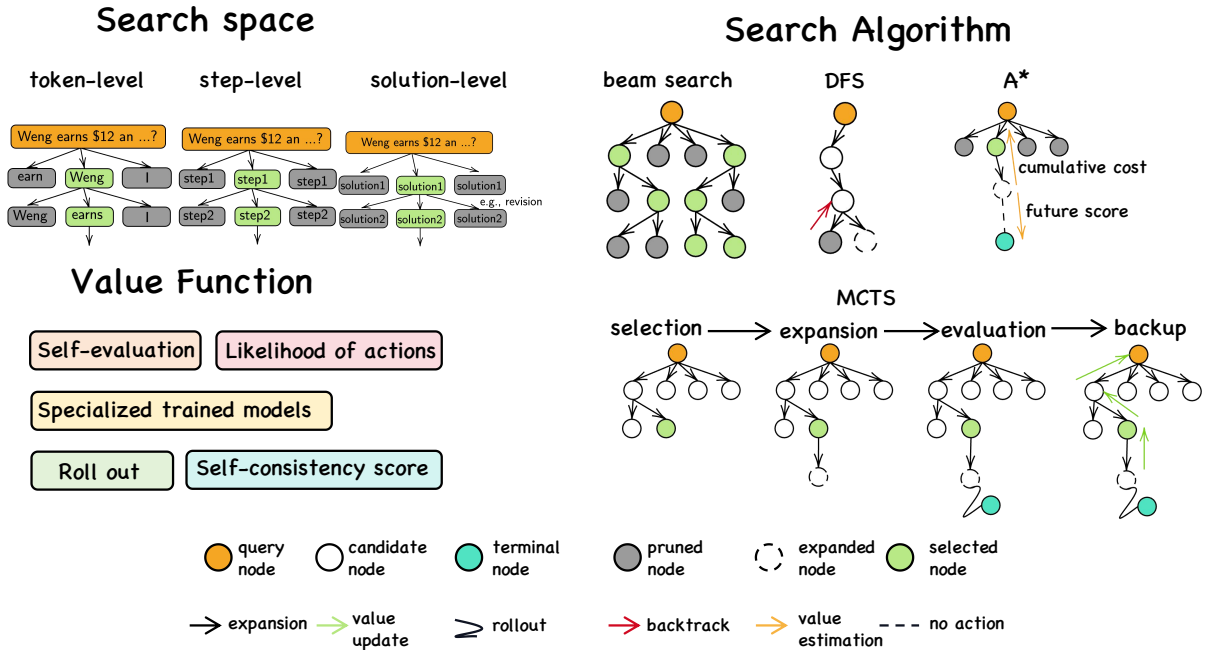 Search space
token-level step-level solution-level
Weng earns $12 an ...? Weng earns $12 an ...? Weng earns $12 an ...?
earn Weng I step1 step1 step1 solution1 solution1 solution1
e.g., revision
Weng earns I step2 step2 step2 solution2 solution2 solution2
Value Function
Self-evaluation Likelihood of actions
Specialized trained models
Roll out Self-consistency score
Search Algorithm
beam search DFS A*
cumulative cost
future score
MCTS
selection expansion evaluation backup
query node candidate node terminal node pruned node expanded node selected node
expansion value update rollout backtrack value estimation no action